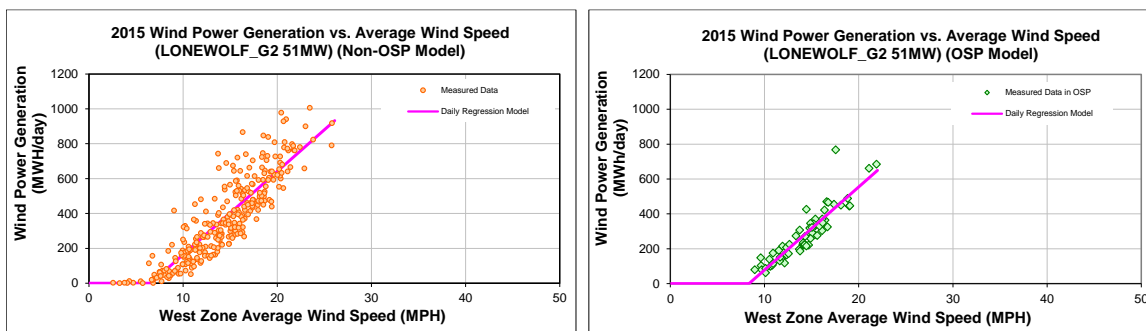 2015 Wind Power Generation vs. Average Wind Speed
(LONEWOLF_G2 51MW) (Non-OSP Model)
Wind Power Generation
(MWH/day)
1200
1000
800
600
400
200
0
Measured Data
Daily Regression Model
0 10 20 30 40 50
West Zone Average Wind Speed (MPH)
2015 Wind Power Generation vs. Average Wind Speed
(LONEWOLF_G2 51MW) (OSP Model)
Wind Power Generation
(MWh/day)
1200
1000
800
600
400
200
0
Measured Data in OSP
Daily Regression Model
0 10 20 30 40 50
West Zone Average Wind Speed (MPH)